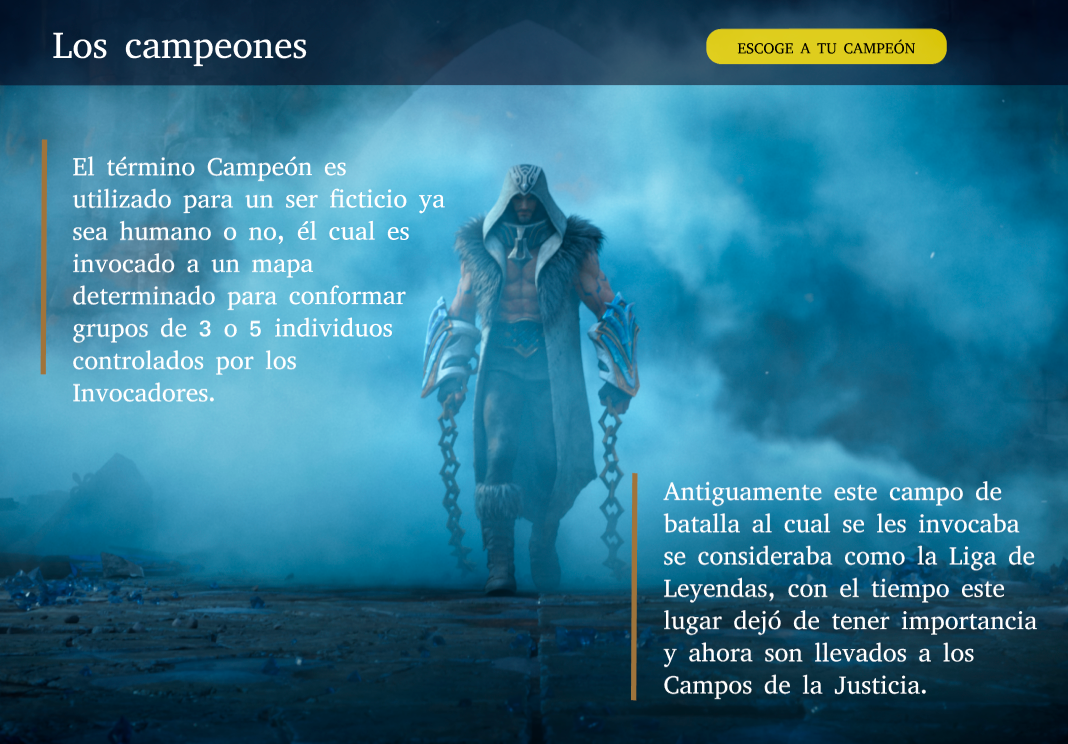 Los campeones
ESCOGE A TU CAMPEÓN
El término Campeón es
utilizado para un ser ficticio ya
sea humano o no, él cual es
invocado a un mapa
determinado para conformar
grupos de 3 o 5 individuos
controlados por los
Invocadores.
Antiguamente este campo de
batalla al cual se les invocaba
se consideraba como la Liga de
Leyendas, con el tiempo este
lugar dejó de tener importancia
y ahora son llevados a los
Campos de la Justicia.